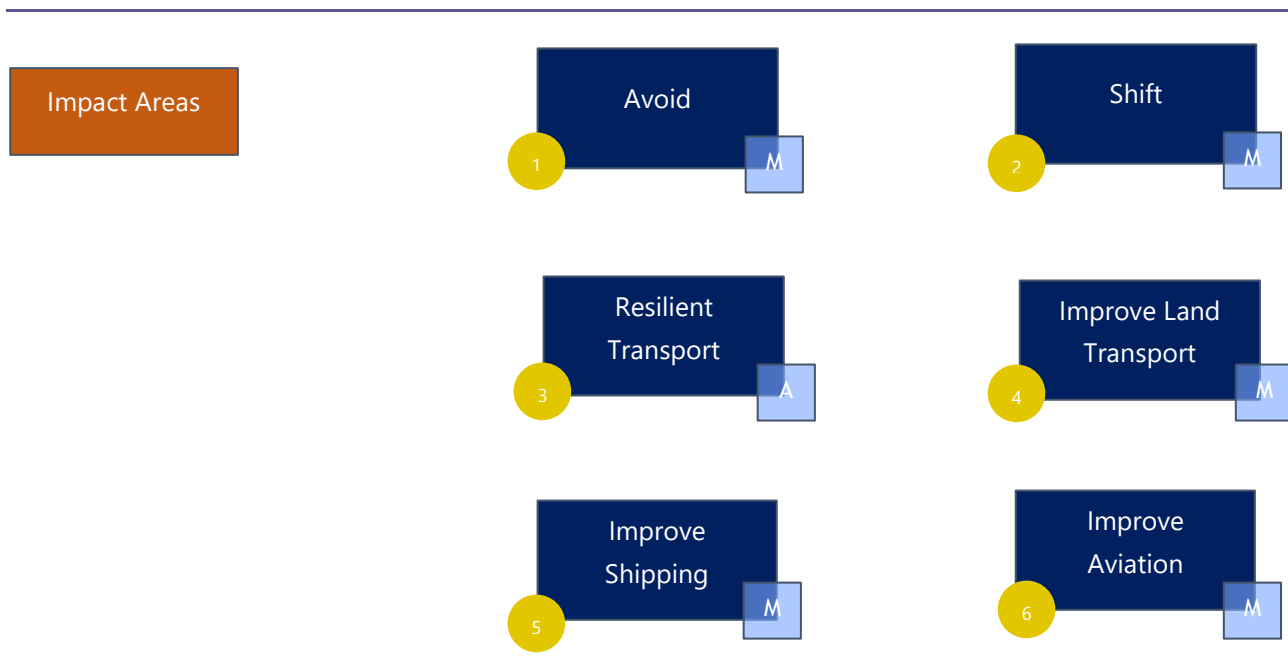 Impact Areas
Avoid
1
M
Shift
2
M
Resilient
Transport
3
A
Improve Land
Transport
4
M
Improve
Shipping
5
M
Improve
Aviation
6
M